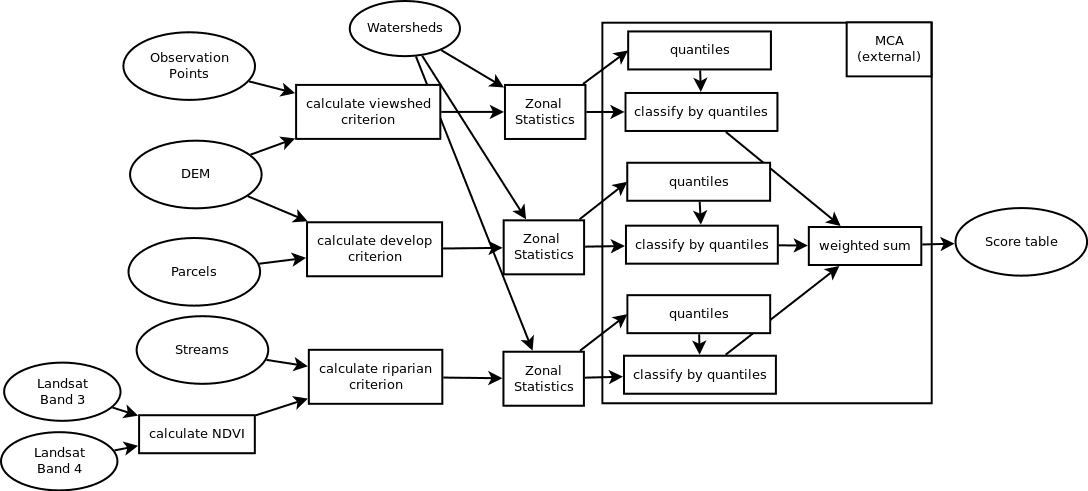 Watersheds
Observation
Points
quantiles
MCA
(external)
calculate viewshed
criterion
Zonal
Statistics
classify by quantiles
DEM
quantiles
calculate develop
criterion
Zonal
Statistics
classify by quantiles
weighted sum
Score table
Parcels
quantiles
Streams
calculate riparian
criterion
Zonal
Statistics
classify by quantiles
Landsat
Band 3
calculate NDVI
Landsat
Band 4